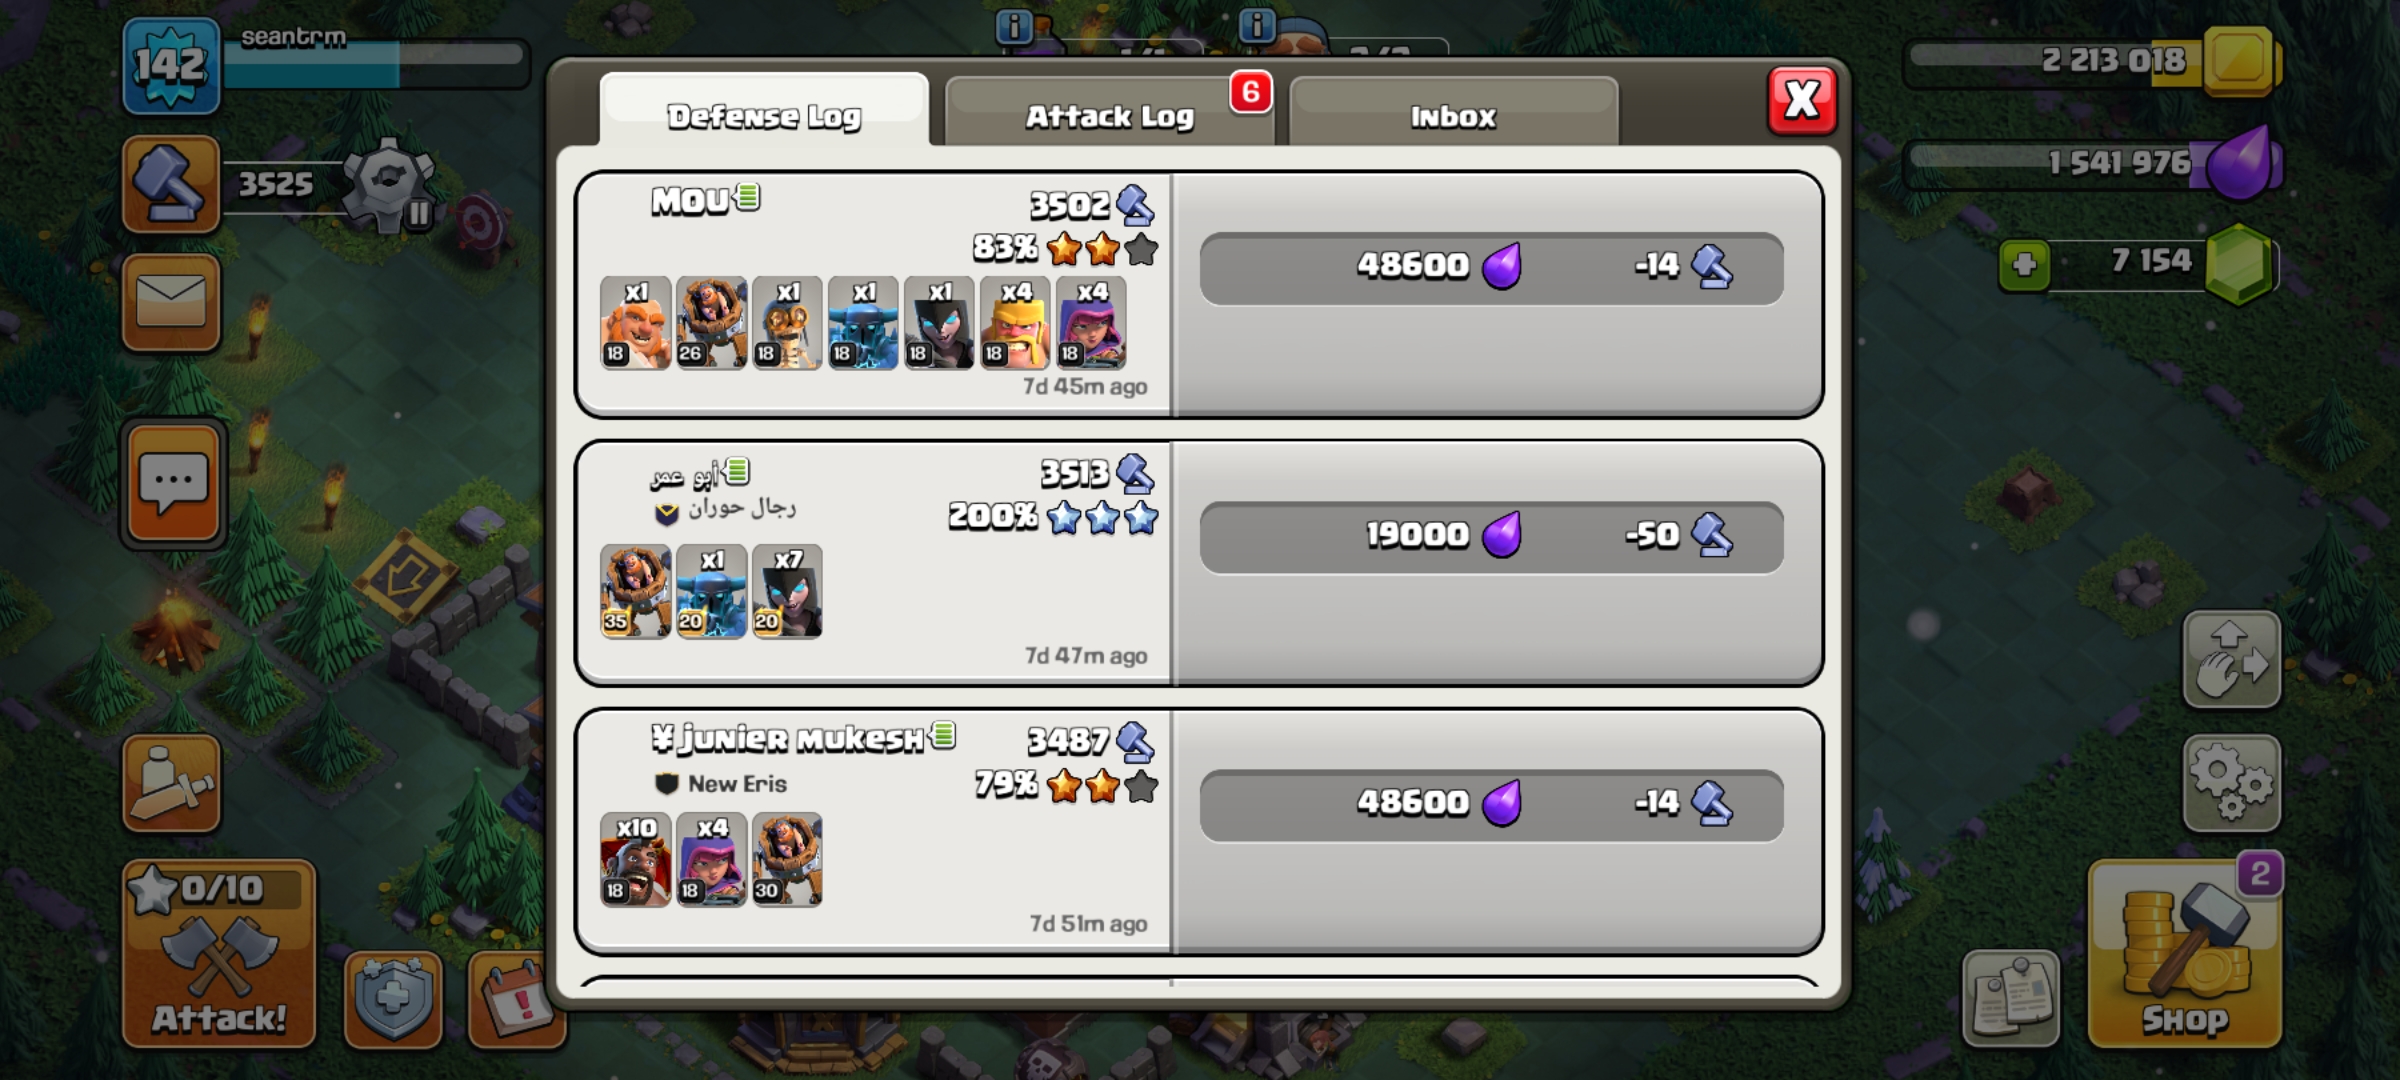 142
seantrm
2 213 018
3525
1 541 976
7 154
Defense Log
Attack Log
6
Inbox
X
MOU
3502
83%
x1
x1
x1
x1
x4
x4
18
26
18
18
18
18
18
7d 45m ago
48600
-14
أبو عمر
رجال حوران
3513
200%
x1
x7
35
20
20
7d 47m ago
19000
-50
¥ JUNIER MUKESH
New Eris
3487
79%
x10
x4
18
18
30
7d 51m ago
48600
-14
0/10
Attack!
2
SHOP